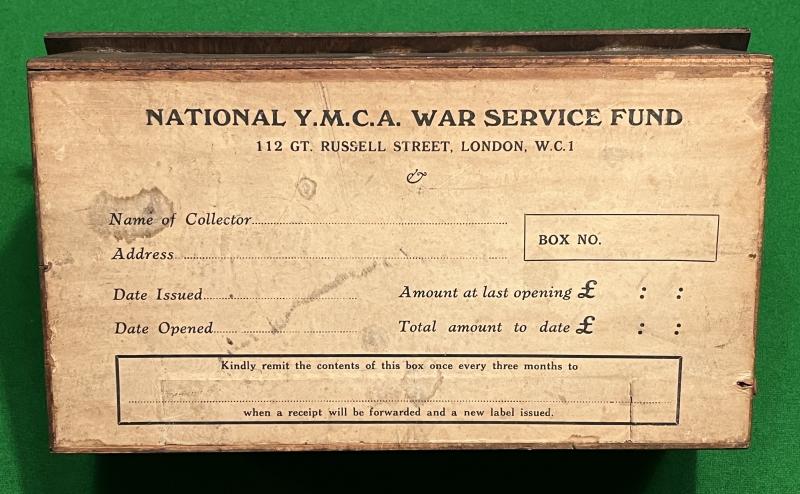 NATIONAL Y.M.C.A. WAR SERVICE FUND
112 GT. RUSSELL STREET, LONDON, W.C.1
&
Name of Collector
BOX NO.
Address
Date Issued
Amount at last opening £ : :
Date Opened
Total amount to date £ : :
Kindly remit the contents of this box once every three months to
when a receipt will be forwarded and a new label issued.